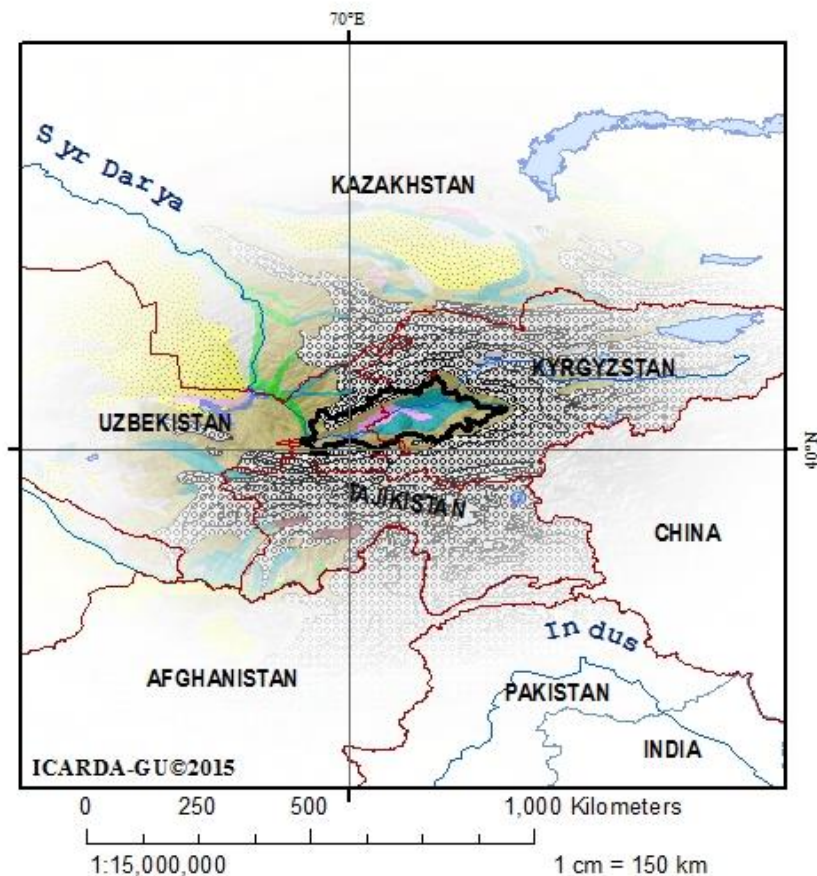 70°E
Syr Darya
KAZAKHSTAN
KYRGYZSTAN
UZBEKISTAN
40°N
TAJIKISTAN
CHINA
Indus
AFGHANISTAN
PAKISTAN
INDIA
ICARDA-GU©2015
0 250 500 1,000 Kilometers
1:15,000,000 1 cm = 150 km